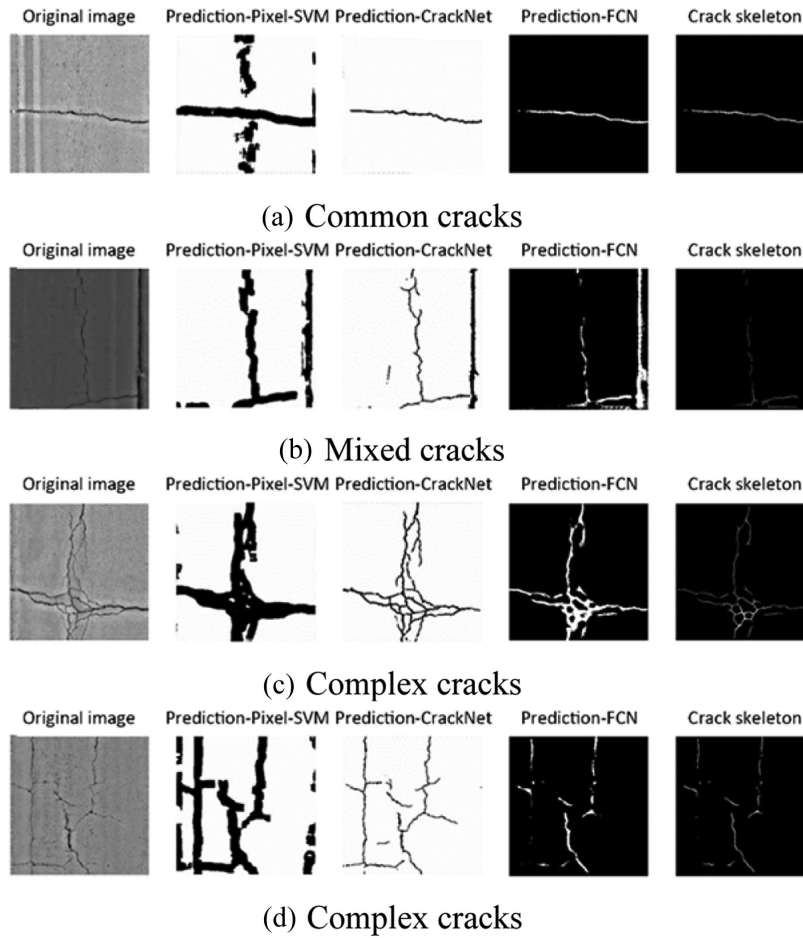 Original image Prediction-Pixel-SVM Prediction-CrackNet Prediction-FCN Crack skeleton
(a) Common cracks
Original image Prediction-Pixel-SVM Prediction-CrackNet Prediction-FCN Crack skeleton
(b) Mixed cracks
Original image Prediction-Pixel-SVM Prediction-CrackNet Prediction-FCN Crack skeleton
(c) Complex cracks
Original image Prediction-Pixel-SVM Prediction-CrackNet Prediction-FCN Crack skeleton
(d) Complex cracks